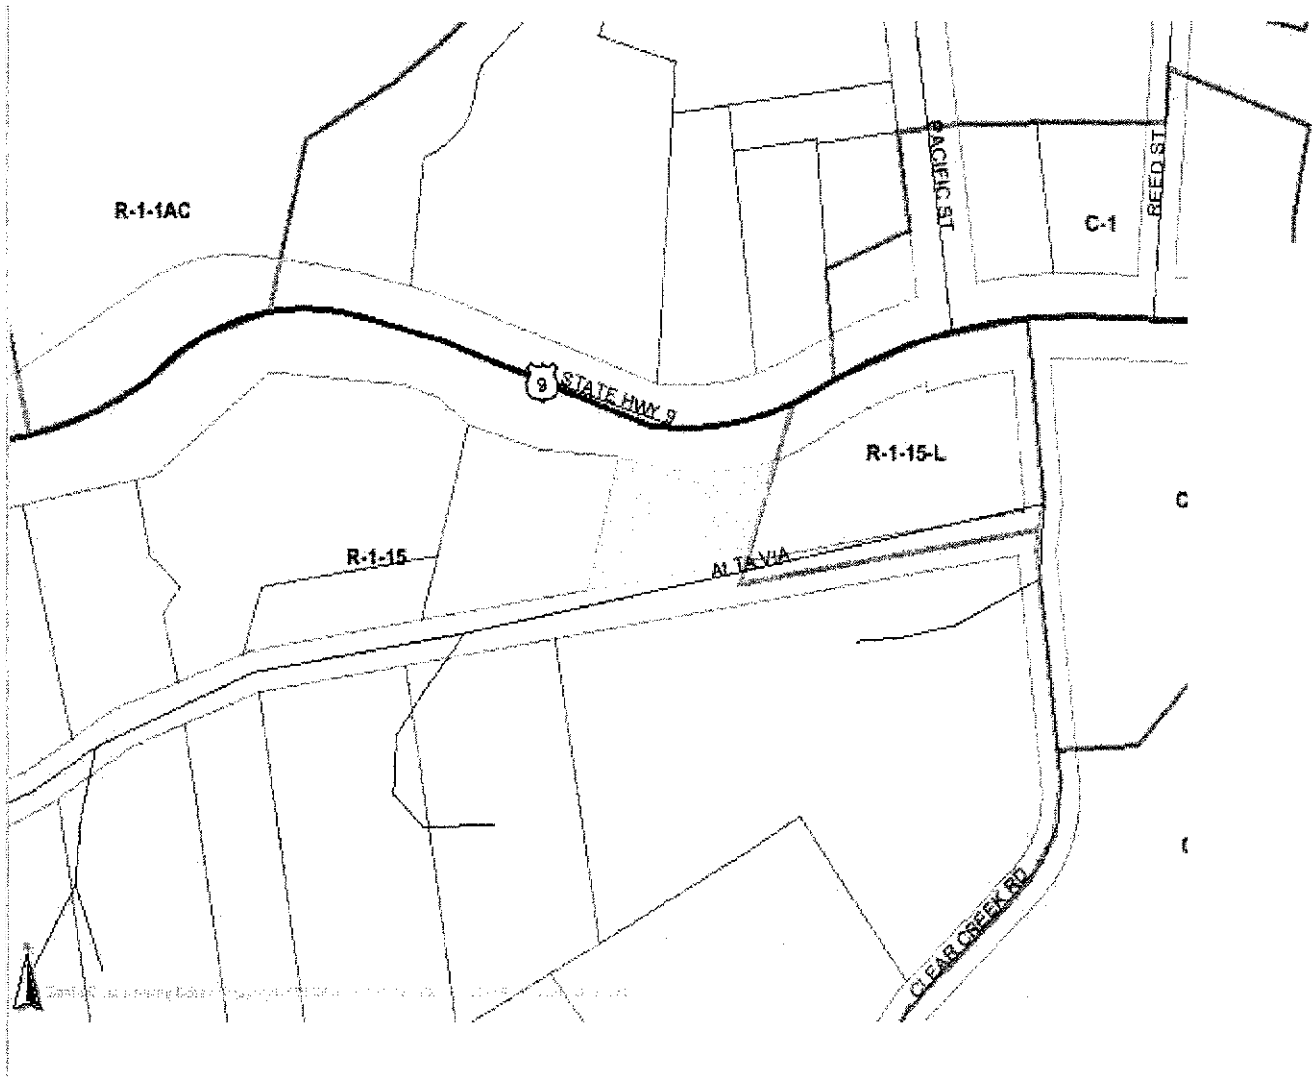 R-1-1AC
PACIFIC ST
REED ST
C-1
9
STATE HWY 9
R-1-15-L
C
R-1-15
ALTA VIA
CLEAR CREEK RD